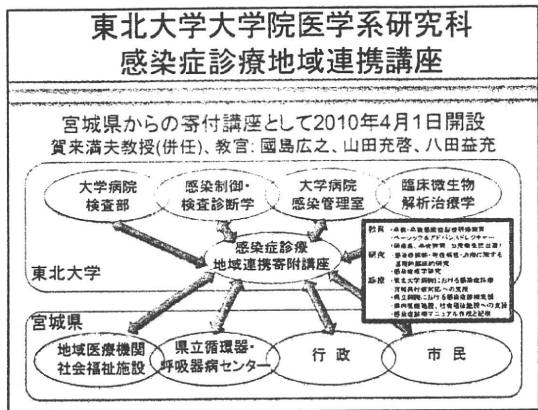 東北大学大学院医学系研究科
感染症診療地域連携講座
宮城県からの寄付講座として2010年4月1日開設
賀来満夫教授(併任)、教官: 國島広之、山田充啓、八田益充
大学病院
検査部
感染制御・
検査診断学
大学病院
感染管理室
臨床微生物
解析治療学
感染症診療
地域連携寄附講座
東北大学
教育
研究
診療
宮城県
地域医療機関
社会福祉施設
県立循環器・
呼吸器病センター
行政
市民